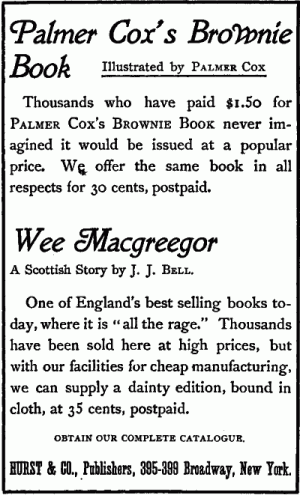 Palmer Cox's Brownie
Book Illustrated by PALMER COX
Thousands who have paid $1.50 for
PALMER COX'S BROWNIE BOOK never im-
agined it would be issued at a popular
price. We offer the same book in all
respects for 30 cents, postpaid.
Wee Macgreegor
A Scottish Story by J. J. BELL.
One of England's best selling books to-
day, where it is "all the rage." Thousands
have been sold here at high prices, but
with our facilities for cheap manufacturing,
we can supply a dainty edition, bound in
cloth, at 35 cents, postpaid.
OBTAIN OUR COMPLETE CATALOGUE.
HURST & CO., Publishers, 395-399 Broadway, New York.